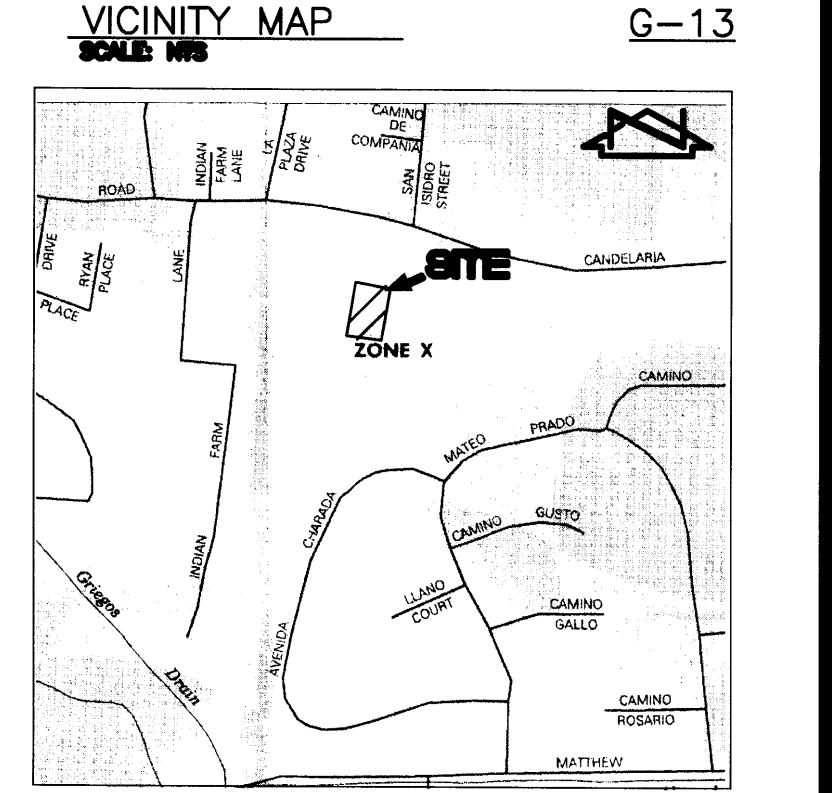 VICINITY MAP
G-13
SCALE: NTS
CAMINO
DE
COMPANIA
INDIAN
FARM
LANE
LA
PLAZA
DRIVE
SAN
ISIDRO
STREET
ROAD
DRIVE
RYAN
PLACE
PLACE
LANE
SITE
CANDELARIA
ZONE X
CAMINO
MATEO
PRADO
FARM
CHARADA
CAMINO
GUSTO
INDIAN
Griegos
LLANO
COURT
CAMINO
GALLO
AVENIDA
Drain
CAMINO
ROSARIO
MATTHEW